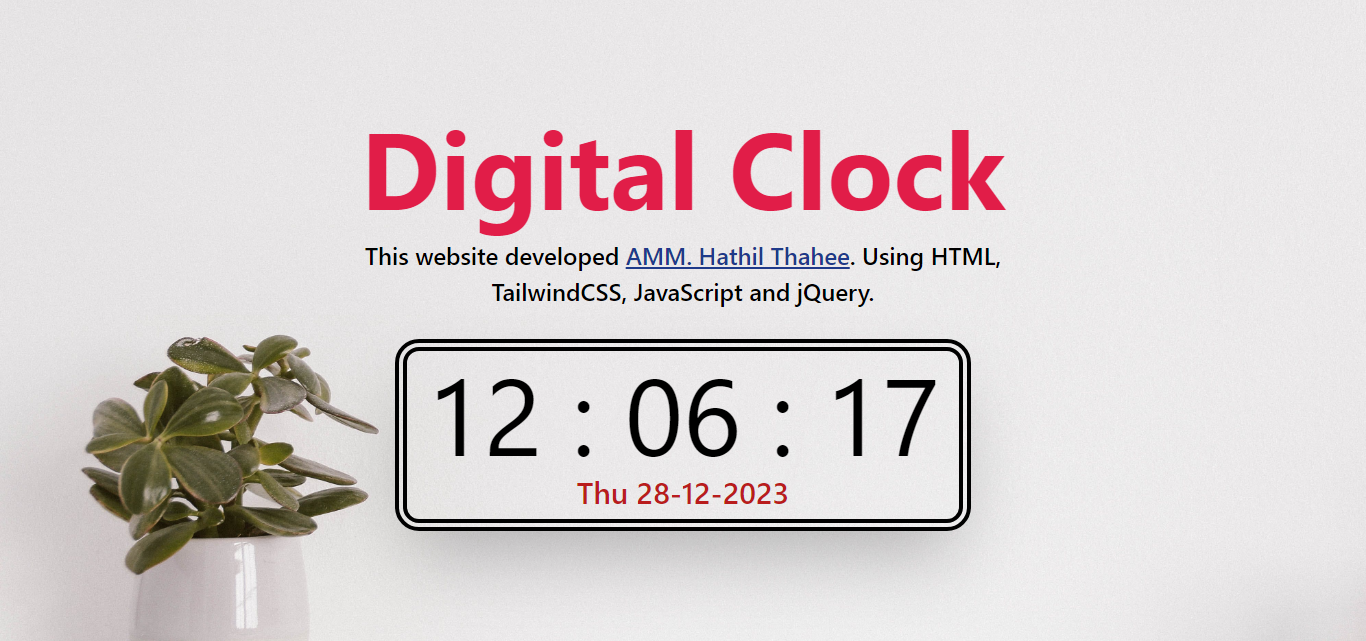 Digital Clock
This website developed AMM. Hathil Thahee. Using HTML,
TailwindCSS, JavaScript and jQuery.
12 : 06 : 17
Thu 28-12-2023